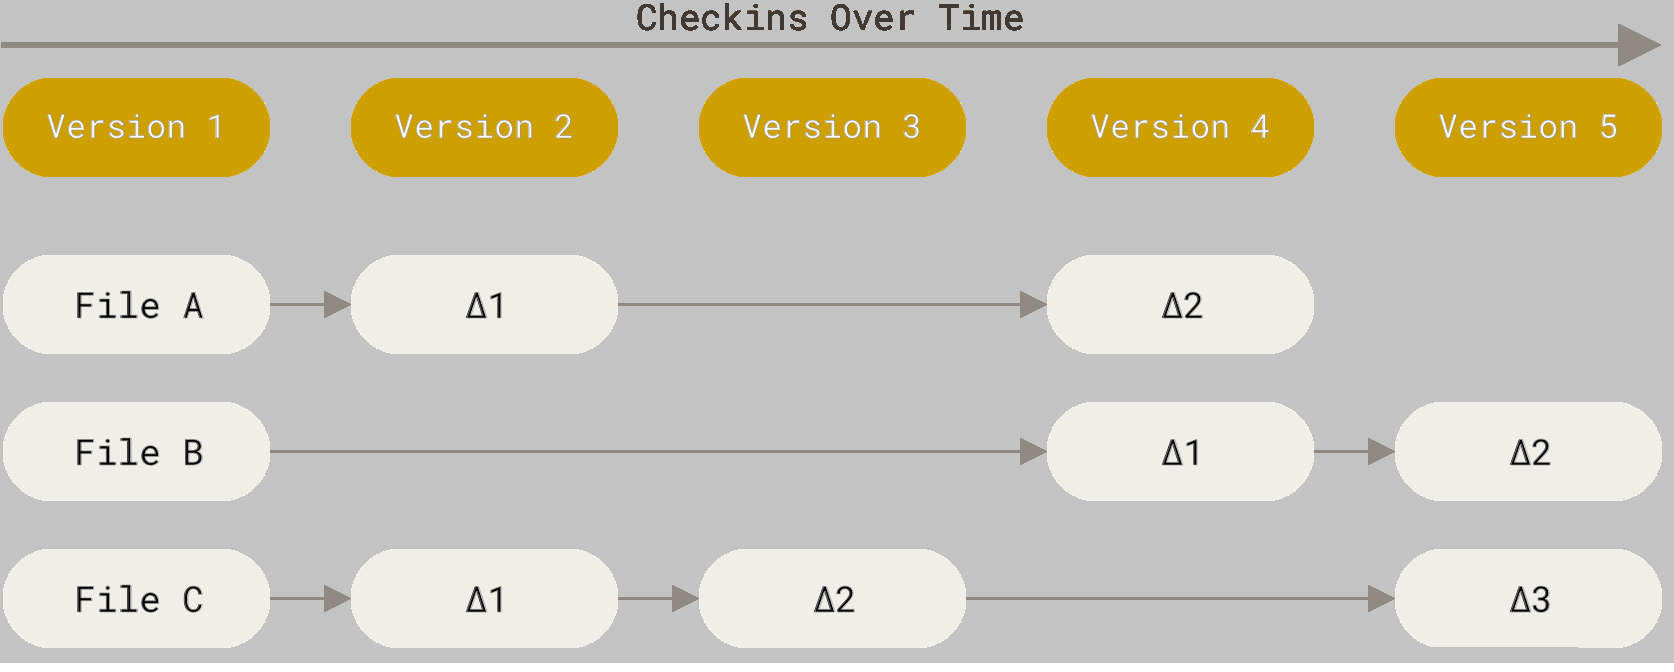 Checkins Over Time
Version 1 Version 2 Version 3 Version 4 Version 5
File A Δ1 Δ2
File B Δ1 Δ2
File C Δ1 Δ2 Δ3